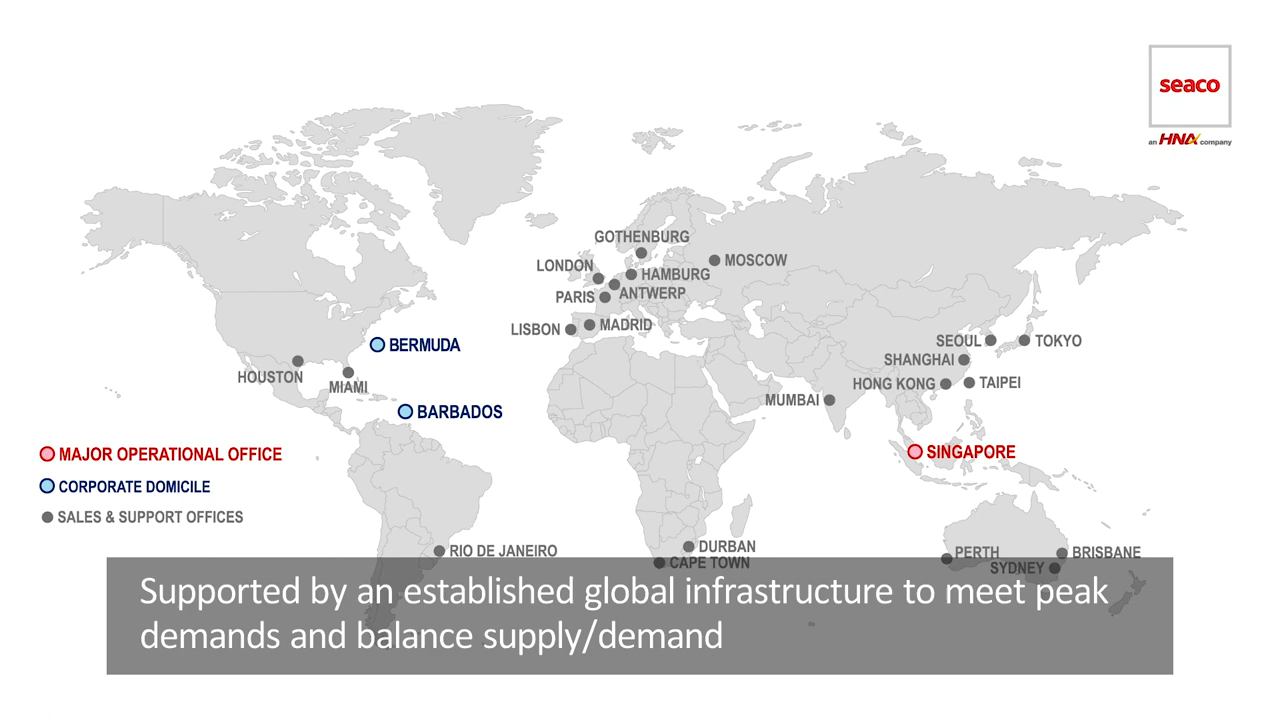 seaco
an HNA company
GOTHENBURG
LONDON
MOSCOW
HAMBURG
PARIS
ANTWERP
LISBON
MADRID
BERMUDA
SEOUL
TOKYO
SHANGHAI
HOUSTON
MIAMI
HONG KONG
TAIPEI
MUMBAI
BARBADOS
MAJOR OPERATIONAL OFFICE
SINGAPORE
CORPORATE DOMICILE
SALES & SUPPORT OFFICES
RIO DE JANEIRO
DURBAN
CAPE TOWN
PERTH
BRISBANE
SYDNEY
Supported by an established global infrastructure to meet peak
demands and balance supply/demand